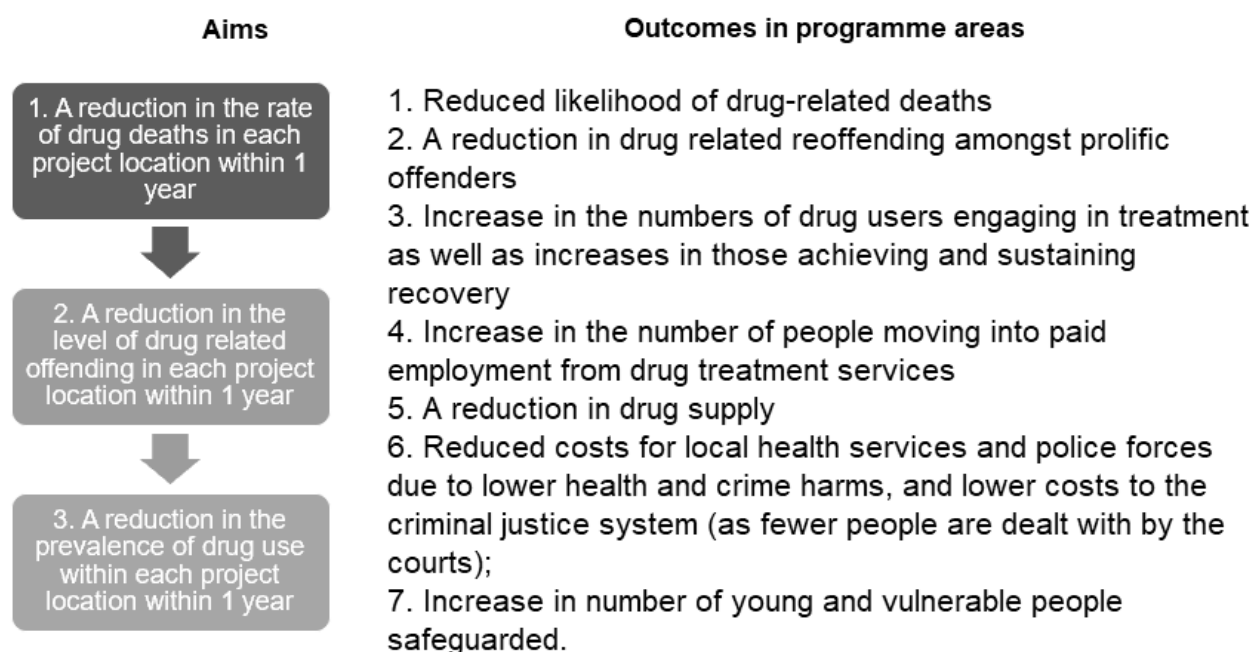 Aims
1. A reduction in the rate
of drug deaths in each
project location within 1
year
2. A reduction in the
level of drug related
offending in each project
location within 1 year
3. A reduction in the
prevalence of drug use
within each project
location within 1 year
Outcomes in programme areas
1. Reduced likelihood of drug-related deaths
2. A reduction in drug related reoffending amongst prolific
offenders
3. Increase in the numbers of drug users engaging in treatment
as well as increases in those achieving and sustaining
recovery
4. Increase in the number of people moving into paid
employment from drug treatment services
5. A reduction in drug supply
6. Reduced costs for local health services and police forces
due to lower health and crime harms, and lower costs to the
criminal justice system (as fewer people are dealt with by the
courts);
7. Increase in number of young and vulnerable people
safeguarded.